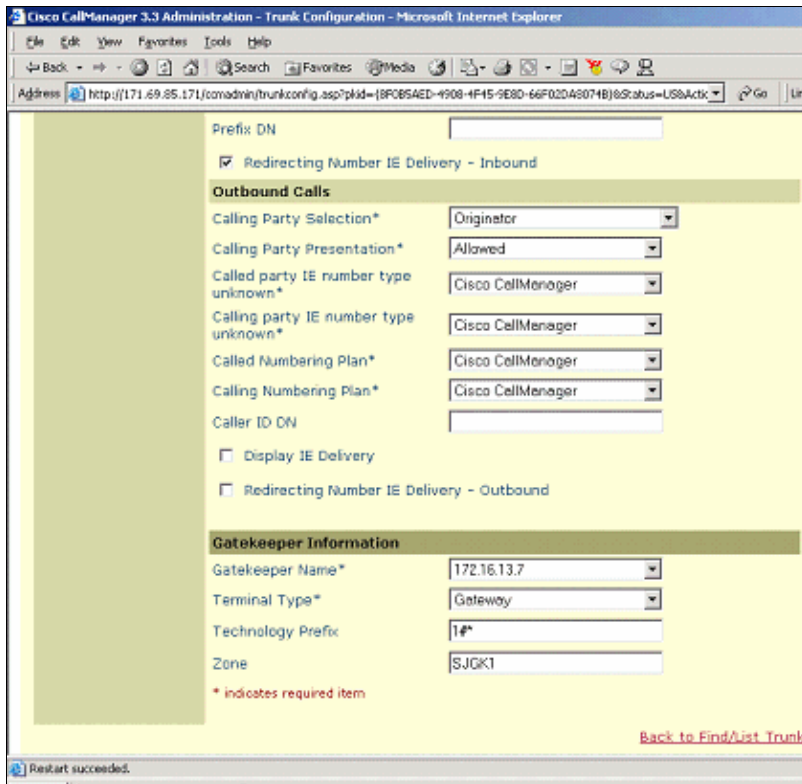 Cisco CallManager 3.3 Administration - Trunk Configuration - Microsoft Internet Explorer
File Edit View Favorites Tools Help
Back Search Favorites Media
Address http://171.69.85.171/ccmadmin/trunkconfig.asp?pkid={8F0B5AED-4908-4F45-9E8D-66F02DA8074B}&Status=US&Actic Go
Prefix DN
Redirecting Number IE Delivery - Inbound
Outbound Calls
Calling Party Selection* Originator
Calling Party Presentation* Allowed
Called party IE number type
unknown* Cisco CallManager
Calling party IE number type
unknown* Cisco CallManager
Called Numbering Plan* Cisco CallManager
Calling Numbering Plan* Cisco CallManager
Caller ID DN
Display IE Delivery
Redirecting Number IE Delivery - Outbound
Gatekeeper Information
Gatekeeper Name* 172.16.13.7
Terminal Type* Gateway
Technology Prefix 1#*
Zone SJGK1
* indicates required item
Back to Find/List Trunk
Restart succeeded.